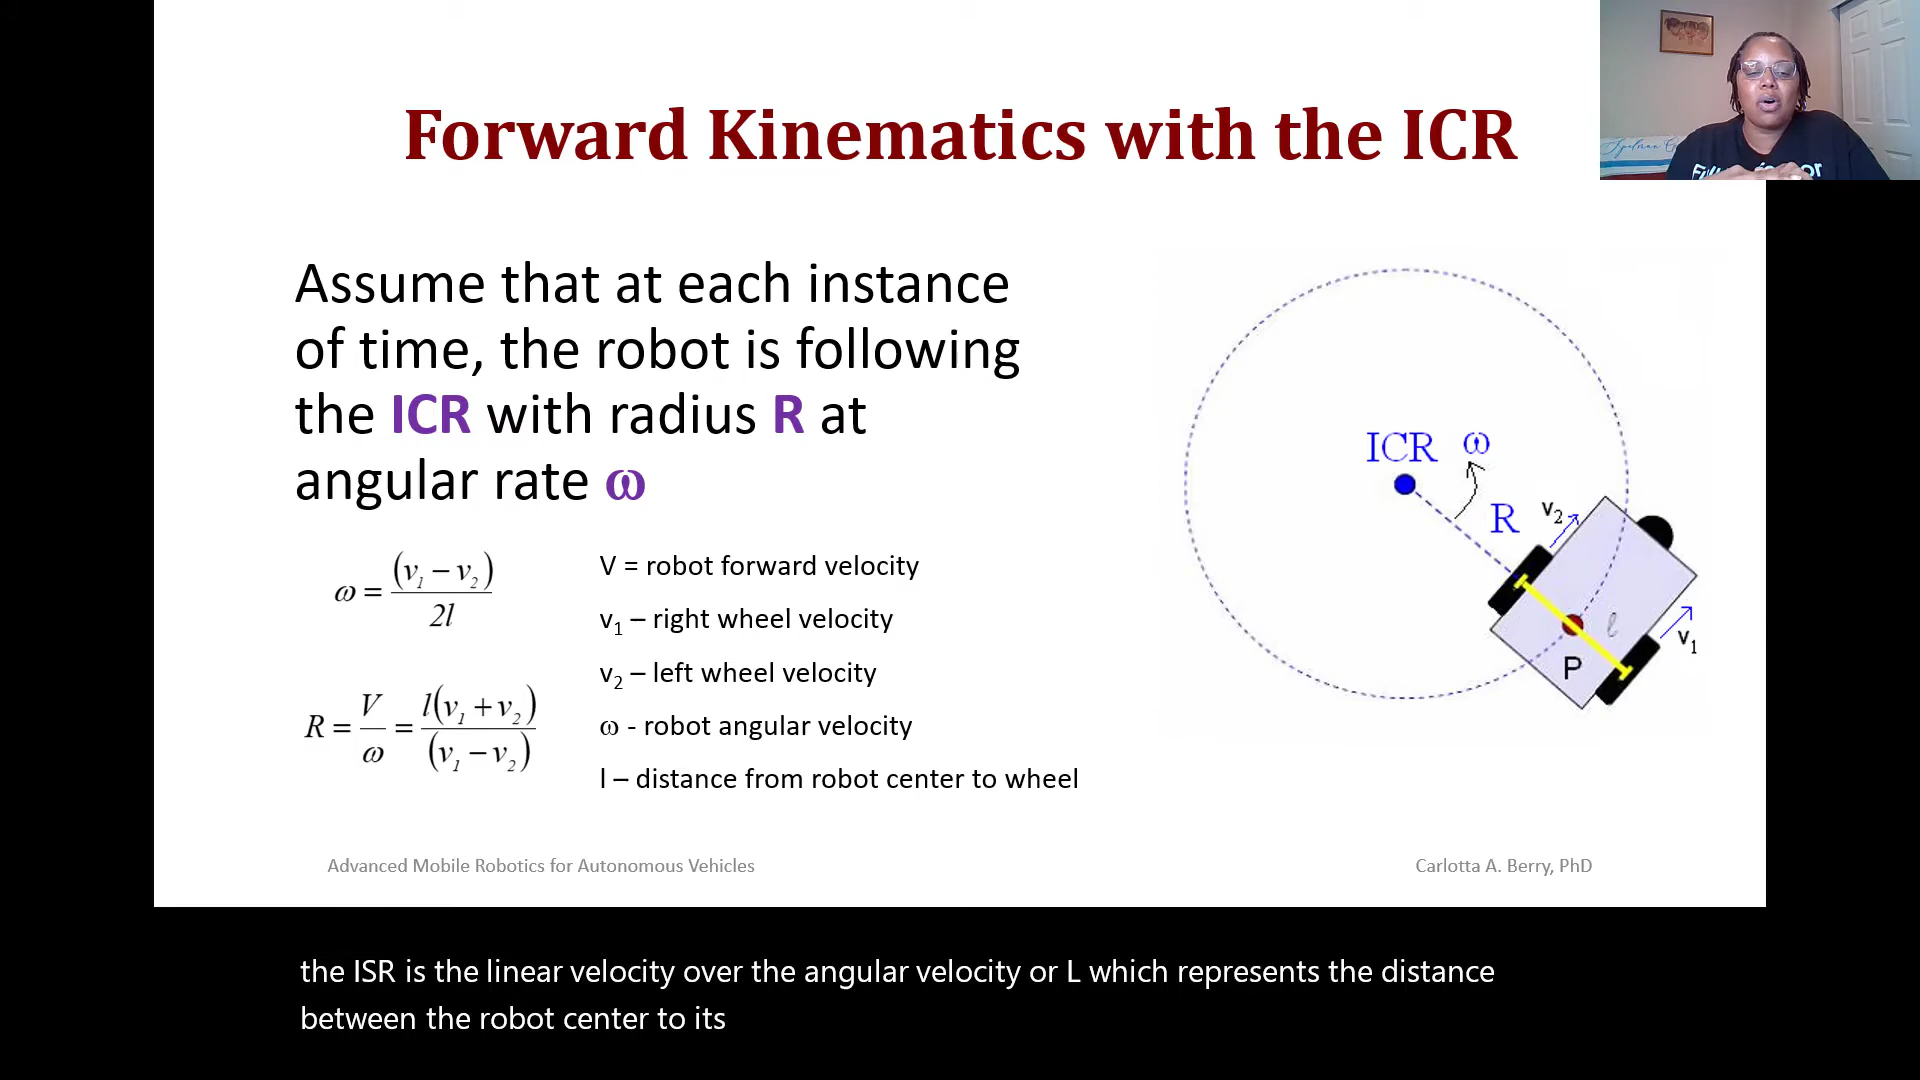 Forward Kinematics with the ICR
Assume that at each instance
of time, the robot is following
the ICR with radius R at
angular rate ω
ω = (v₁ − v₂) / 2l
R = V / ω = l(v₁ + v₂) / (v₁ − v₂)
V = robot forward velocity
v₁ – right wheel velocity
v₂ – left wheel velocity
ω - robot angular velocity
l – distance from robot center to wheel
ICR ω
R
v₂
ℓ
v₁
P
Advanced Mobile Robotics for Autonomous Vehicles
Carlotta A. Berry, PhD
the ISR is the linear velocity over the angular velocity or L which represents the distance
between the robot center to its